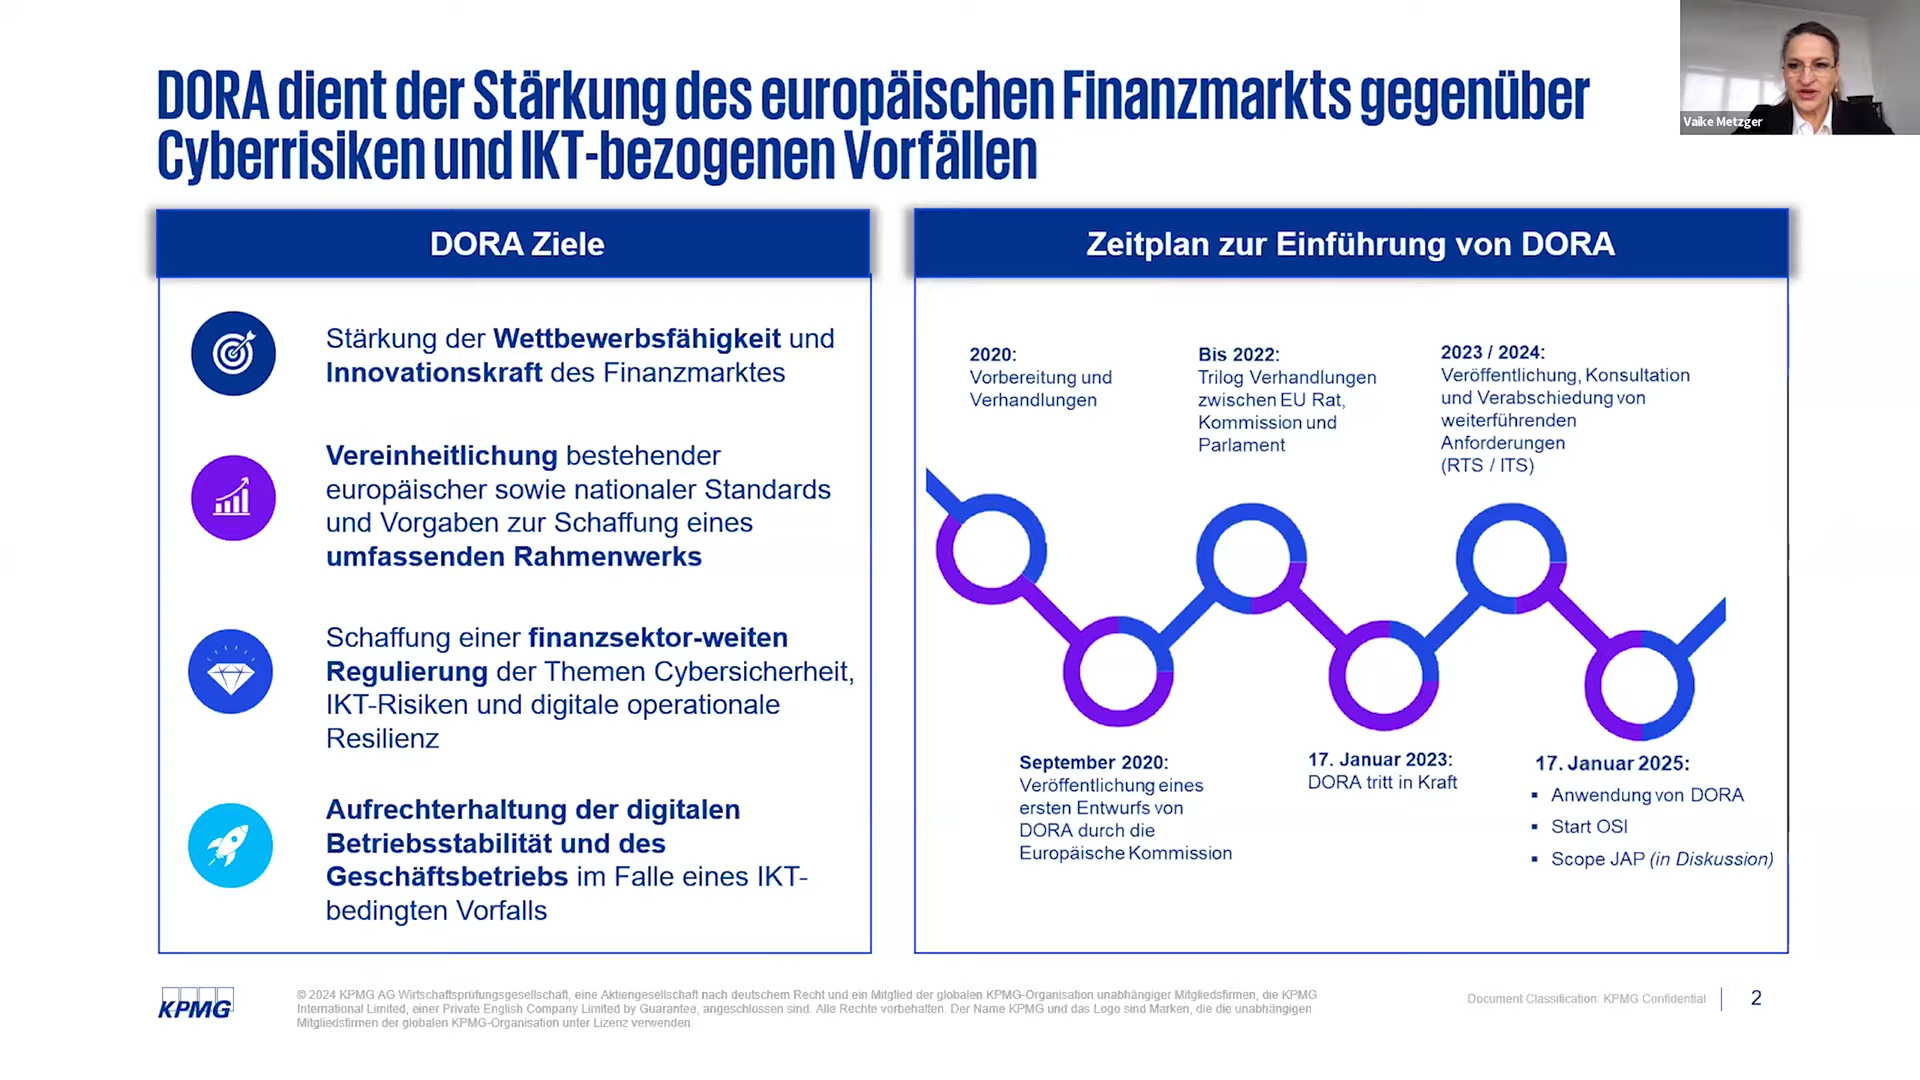 DORA dient der Stärkung des europäischen Finanzmarkts gegenüber
Cyberrisiken und IKT-bezogenen Vorfällen
Vaike Metzger
DORA Ziele
Stärkung der Wettbewerbsfähigkeit und
Innovationskraft des Finanzmarktes
Vereinheitlichung bestehender
europäischer sowie nationaler Standards
und Vorgaben zur Schaffung eines
umfassenden Rahmenwerks
Schaffung einer finanzsektor-weiten
Regulierung der Themen Cybersicherheit,
IKT-Risiken und digitale operationale
Resilienz
Aufrechterhaltung der digitalen
Betriebsstabilität und des
Geschäftsbetriebs im Falle eines IKT-
bedingten Vorfalls
Zeitplan zur Einführung von DORA
2020:
Vorbereitung und
Verhandlungen
Bis 2022:
Trilog Verhandlungen
zwischen EU Rat,
Kommission und
Parlament
2023 / 2024:
Veröffentlichung, Konsultation
und Verabschiedung von
weiterführenden
Anforderungen
(RTS / ITS)
September 2020:
Veröffentlichung eines
ersten Entwurfs von
DORA durch die
Europäische Kommission
17. Januar 2023:
DORA tritt in Kraft
17. Januar 2025:
▪ Anwendung von DORA
▪ Start OSI
▪ Scope JAP (in Diskussion)
KPMG
© 2024 KPMG AG Wirtschaftsprüfungsgesellschaft, eine Aktiengesellschaft nach deutschem Recht und ein Mitglied der globalen KPMG-Organisation unabhängiger Mitgliedsfirmen, die KPMG
International Limited, einer Private English Company Limited by Guarantee, angeschlossen sind. Alle Rechte vorbehalten. Der Name KPMG und das Logo sind Marken, die die unabhängigen
Mitgliedsfirmen der globalen KPMG-Organisation unter Lizenz verwenden.
Document Classification: KPMG Confidential
2